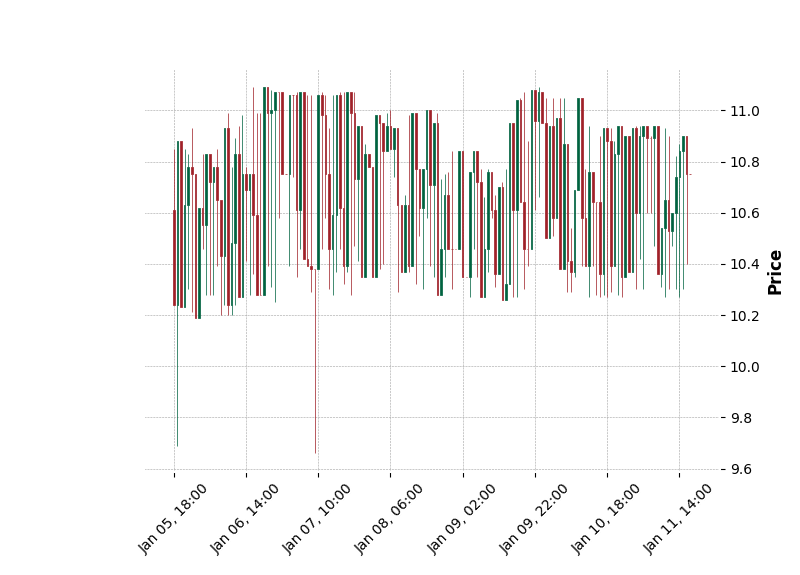 11.0
10.8
10.6
10.4
10.2
10.0
9.8
9.6
Price
Jan 05, 18:00
Jan 06, 14:00
Jan 07, 10:00
Jan 08, 06:00
Jan 09, 02:00
Jan 09, 22:00
Jan 10, 18:00
Jan 11, 14:00